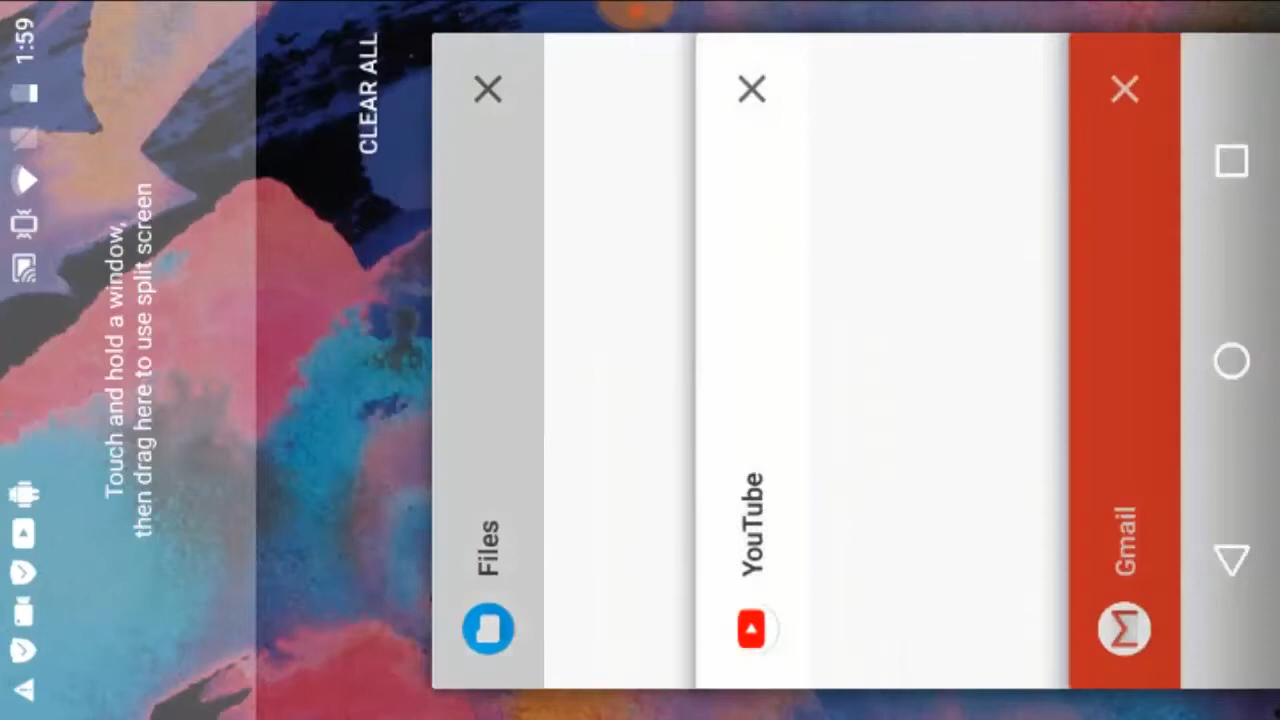 1:59
Touch and hold a window,
then drag here to use split screen
CLEAR ALL
Files
YouTube
Gmail